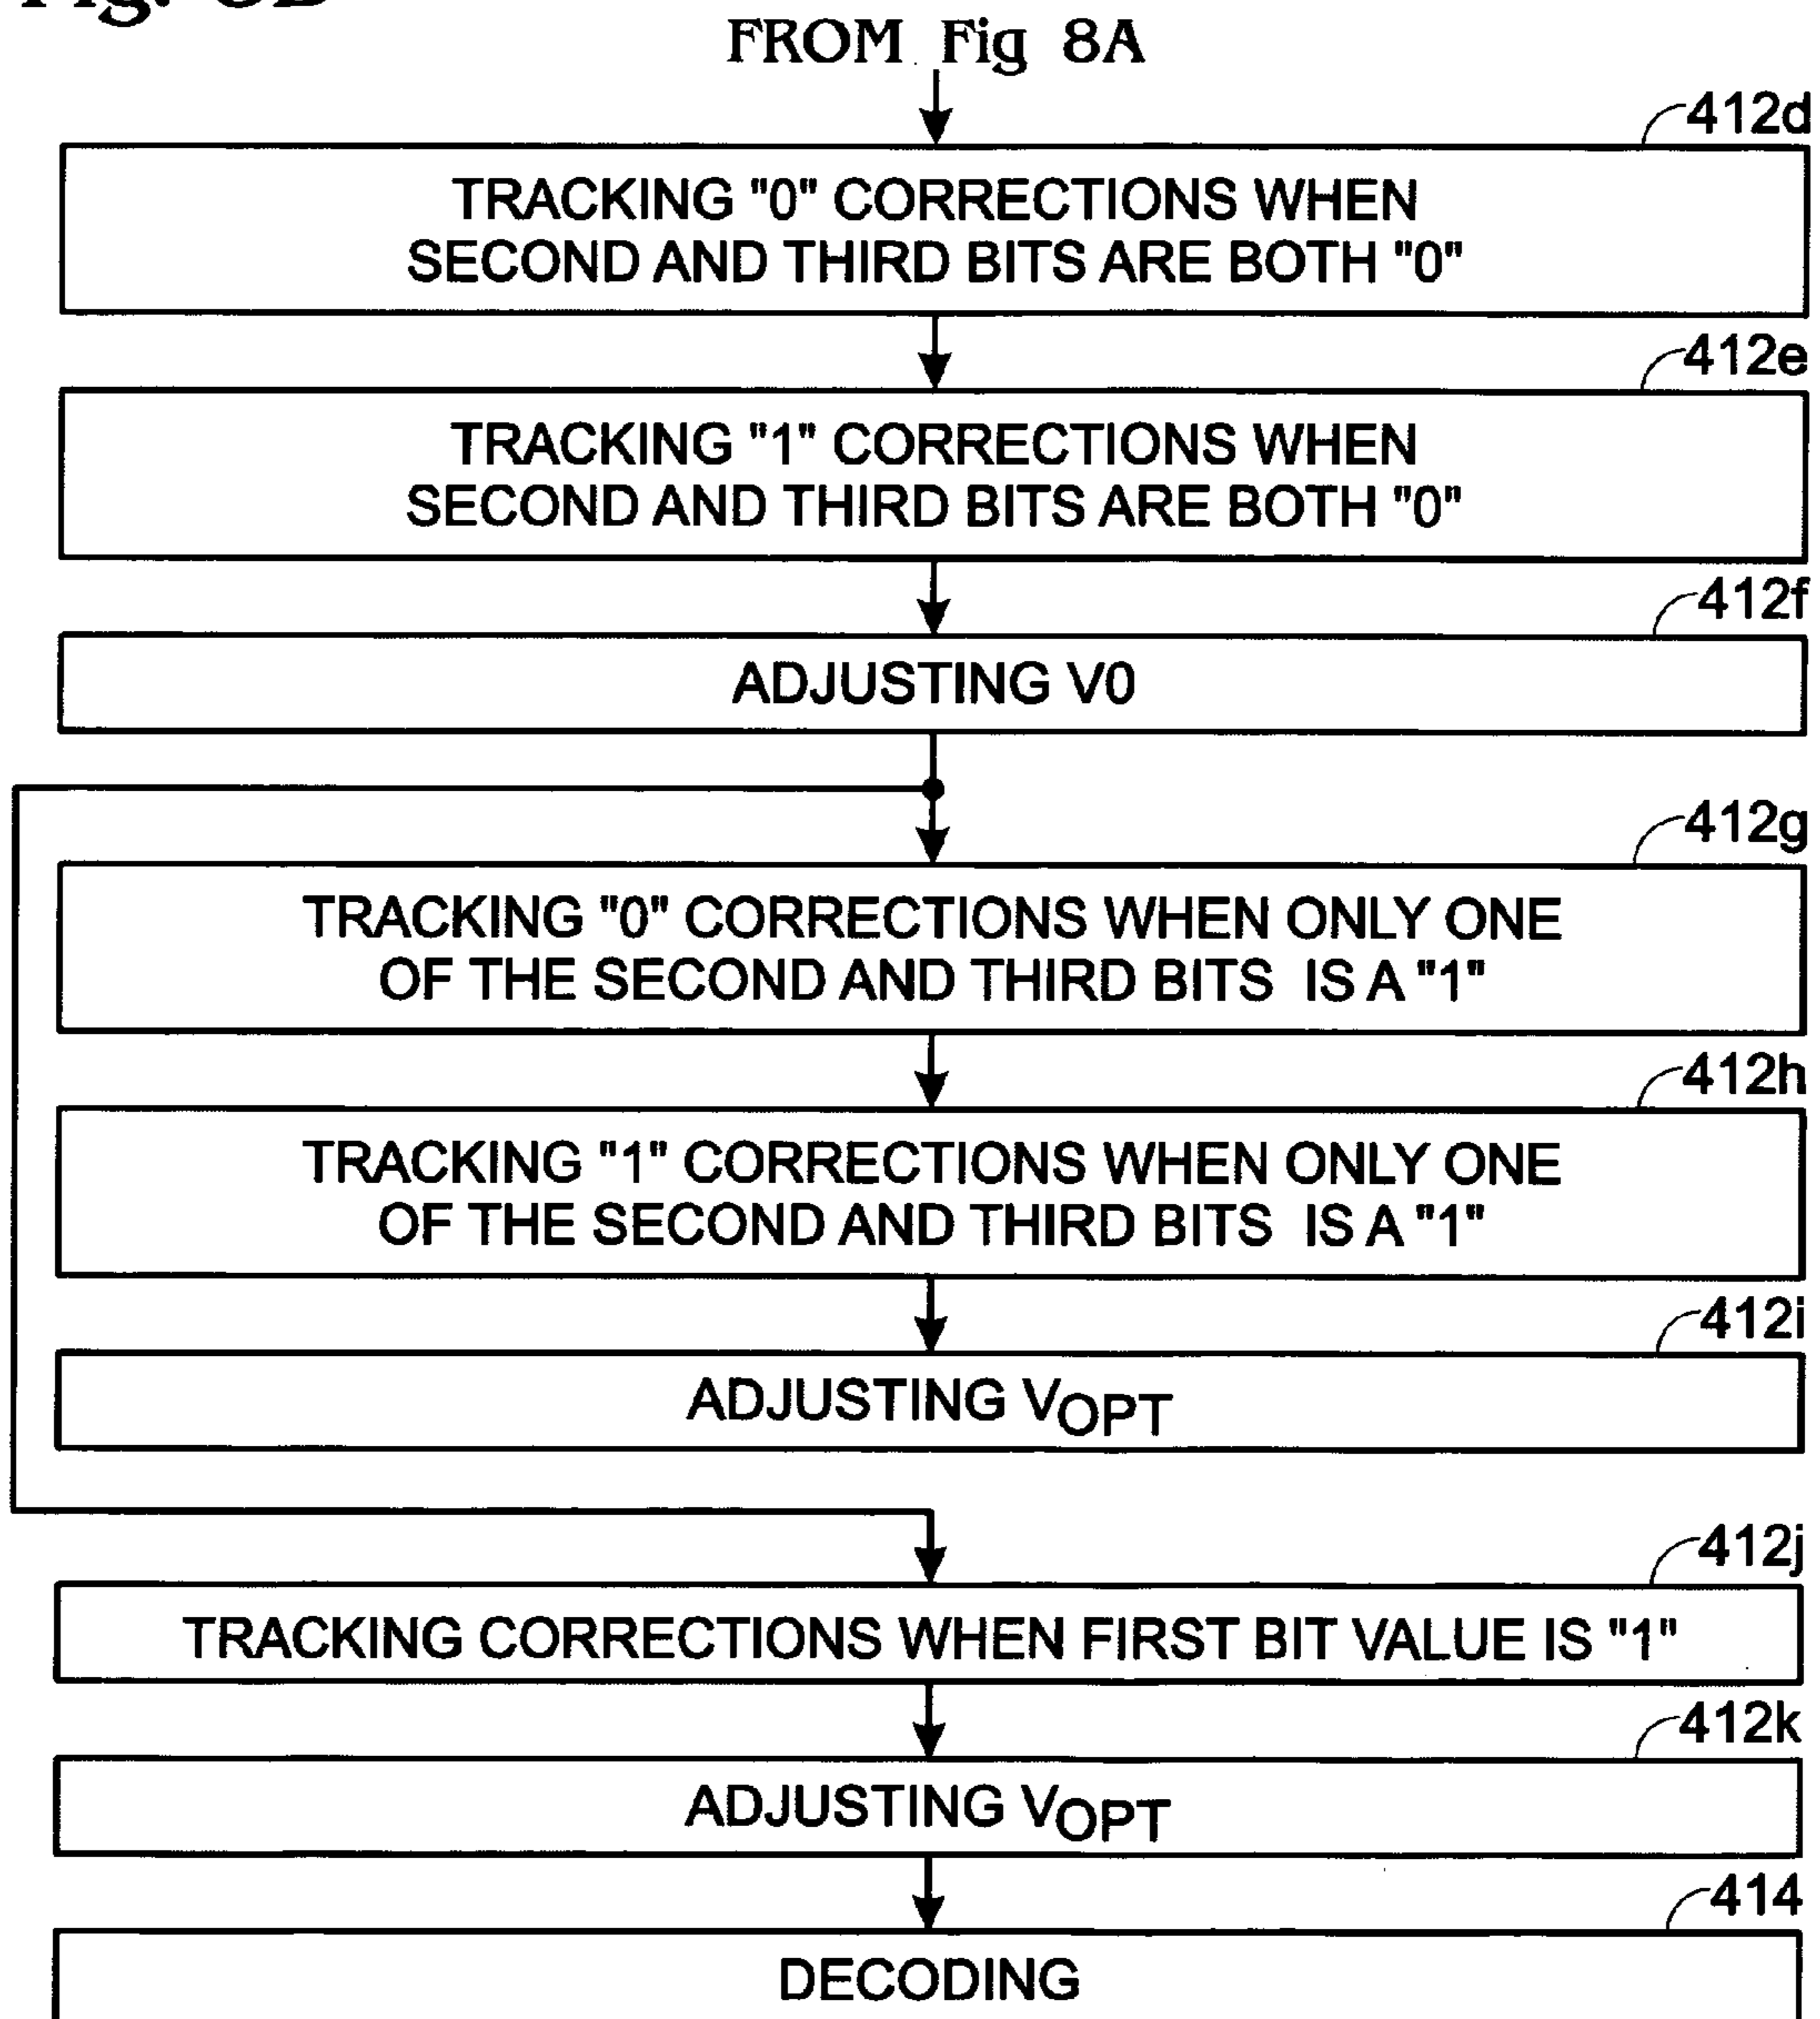 FROM Fig 8A
412d
TRACKING "0" CORRECTIONS WHEN
SECOND AND THIRD BITS ARE BOTH "0"
412e
TRACKING "1" CORRECTIONS WHEN
SECOND AND THIRD BITS ARE BOTH "0"
412f
ADJUSTING V0
412g
TRACKING "0" CORRECTIONS WHEN ONLY ONE
OF THE SECOND AND THIRD BITS IS A "1"
412h
TRACKING "1" CORRECTIONS WHEN ONLY ONE
OF THE SECOND AND THIRD BITS IS A "1"
412i
ADJUSTING VOPT
412j
TRACKING CORRECTIONS WHEN FIRST BIT VALUE IS "1"
412k
ADJUSTING VOPT
414
DECODING